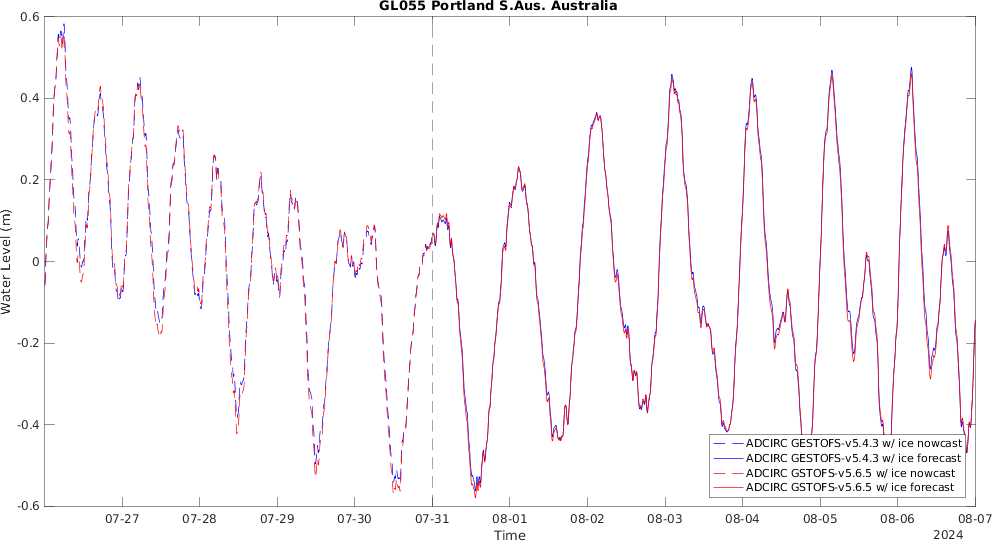 GL055 Portland S.Aus. Australia
0.6
0.4
0.2
0
-0.2
-0.4
-0.6
Water Level (m)
ADCIRC GESTOFS-v5.4.3 w/ ice nowcast
ADCIRC GESTOFS-v5.4.3 w/ ice forecast
ADCIRC GSTOFS-v5.6.5 w/ ice nowcast
ADCIRC GSTOFS-v5.6.5 w/ ice forecast
07-27 07-28 07-29 07-30 07-31 08-01 08-02 08-03 08-04 08-05 08-06 08-07
Time
2024